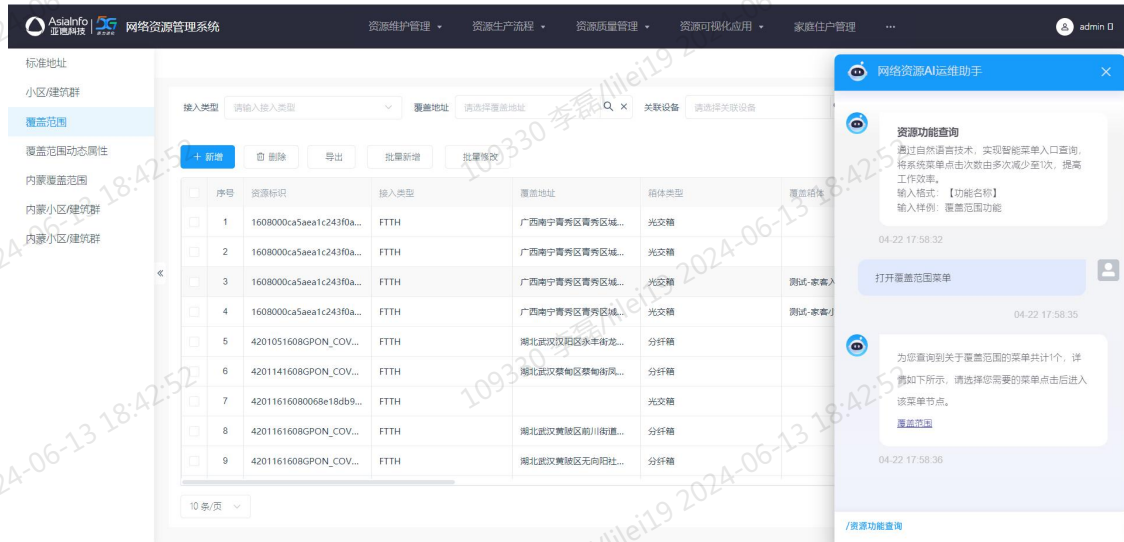 AsiaInfo 亚信科技 5G 网络资源管理系统 资源维护管理 资源生产流程 资源质量管理 资源可视化应用 家庭住户管理 ··· admin
标准地址
小区/建筑群
覆盖范围
覆盖范围动态属性
内蒙覆盖范围
内蒙小区/建筑群
内蒙小区/建筑群
接入类型 请输入接入类型 覆盖地址 请选择覆盖地址 关联设备 请选择关联设备
+ 新增 删除 导出 批量新增 批量修改
序号 资源标识 接入类型 覆盖地址 箱体类型 覆盖箱体
1 1608000ca5aea1c243f0a... FTTH 广西南宁青秀区青秀区城... 光交箱
2 1608000ca5aea1c243f0a... FTTH 广西南宁青秀区青秀区城... 光交箱
3 1608000ca5aea1c243f0a... FTTH 广西南宁青秀区青秀区城... 光交箱 测试-家客入
4 1608000ca5aea1c243f0a... FTTH 广西南宁青秀区青秀区城... 光交箱 测试-家客小
5 4201051608GPON_COV... FTTH 湖北武汉汉阳区永丰街龙... 分纤箱
6 4201141608GPON_COV... FTTH 湖北武汉蔡甸区蔡甸街凤... 分纤箱
7 42011616080068e18db9... FTTH 光交箱
8 4201161608GPON_COV... FTTH 湖北武汉黄陂区前川街道... 分纤箱
9 4201161608GPON_COV... FTTH 湖北武汉黄陂区无向阳社... 分纤箱
10 条/页
网络资源AI运维助手
资源功能查询
通过自然语言技术，实现智能菜单入口查询，
将系统菜单点击次数由多次减少至1次，提高
工作效率。
输入格式：【功能名称】
输入样例：覆盖范围功能
04-22 17:58:32
打开覆盖范围菜单
04-22 17:58:35
为您查询到关于覆盖范围的菜单共计1个，详
情如下所示，请选择您需要的菜单点击后进入
该菜单节点。
覆盖范围
04-22 17:58:36
/资源功能查询
109330 李磊/lilei19 2024-06-13 18:42:52